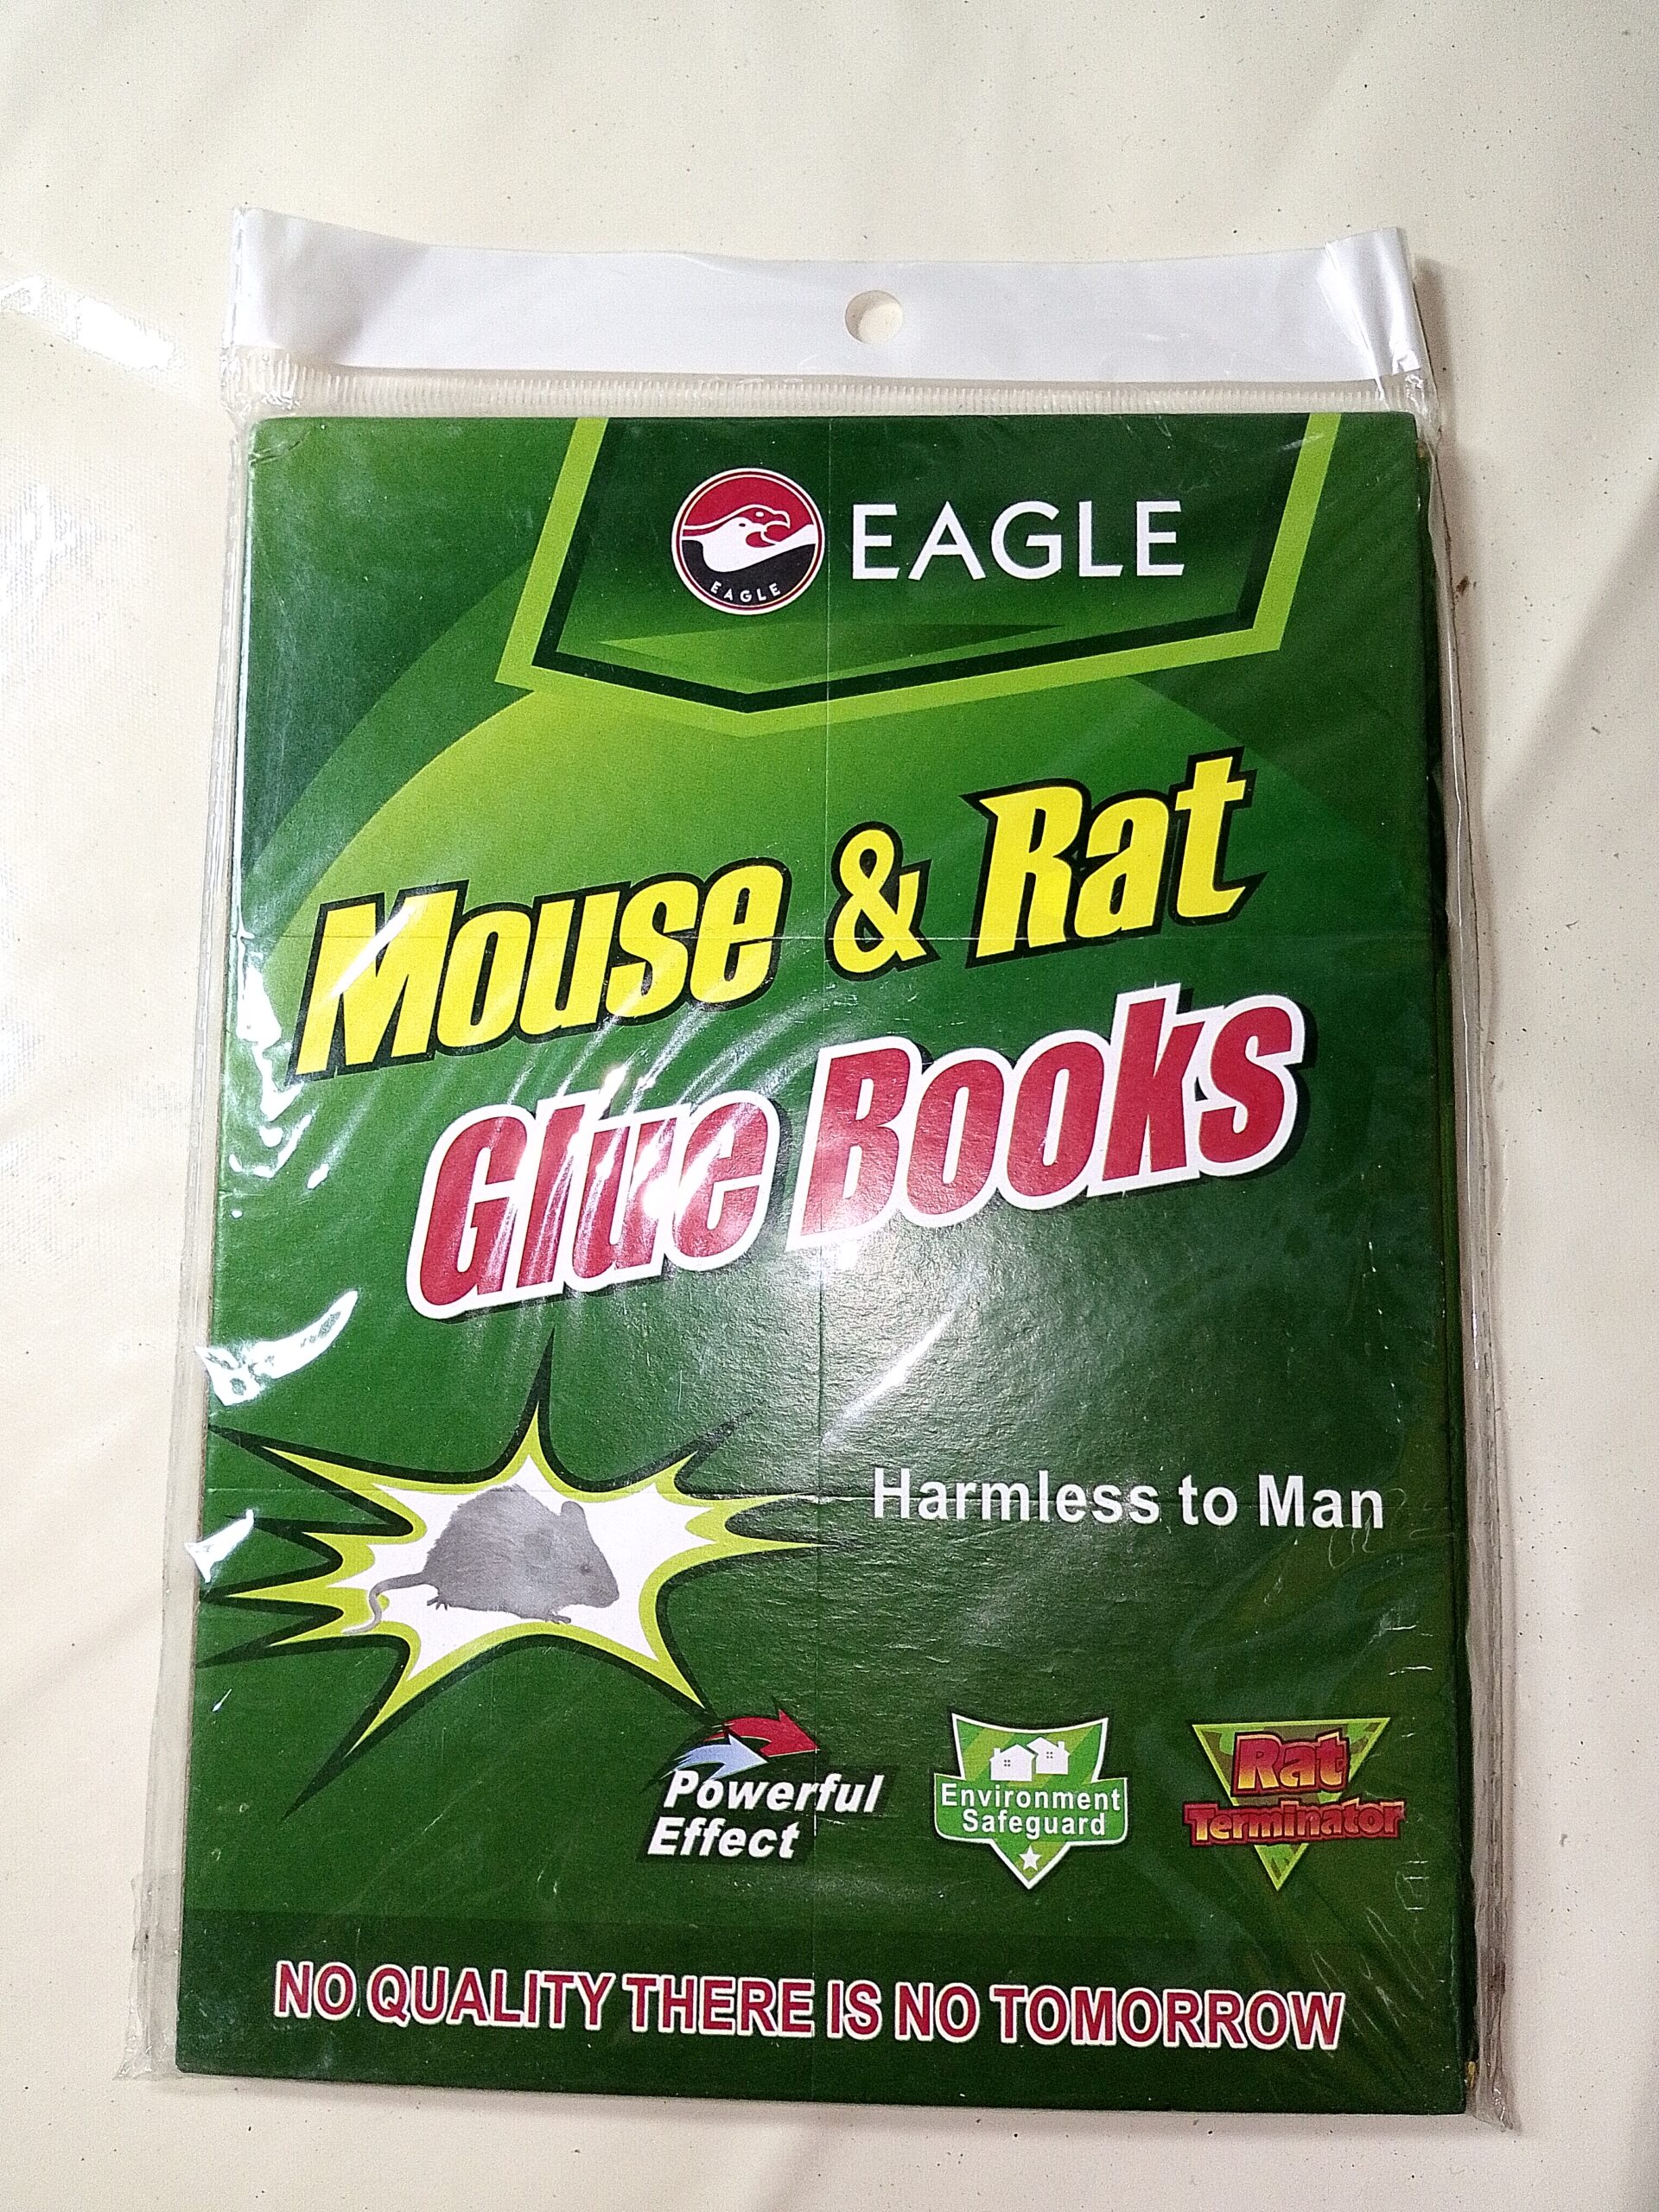 EAGLE
EAGLE
Mouse & Rat
Glue Books
Harmless to Man
Powerful
Effect
Environment
Safeguard
Rat
Terminator
NO QUALITY THERE IS NO TOMORROW